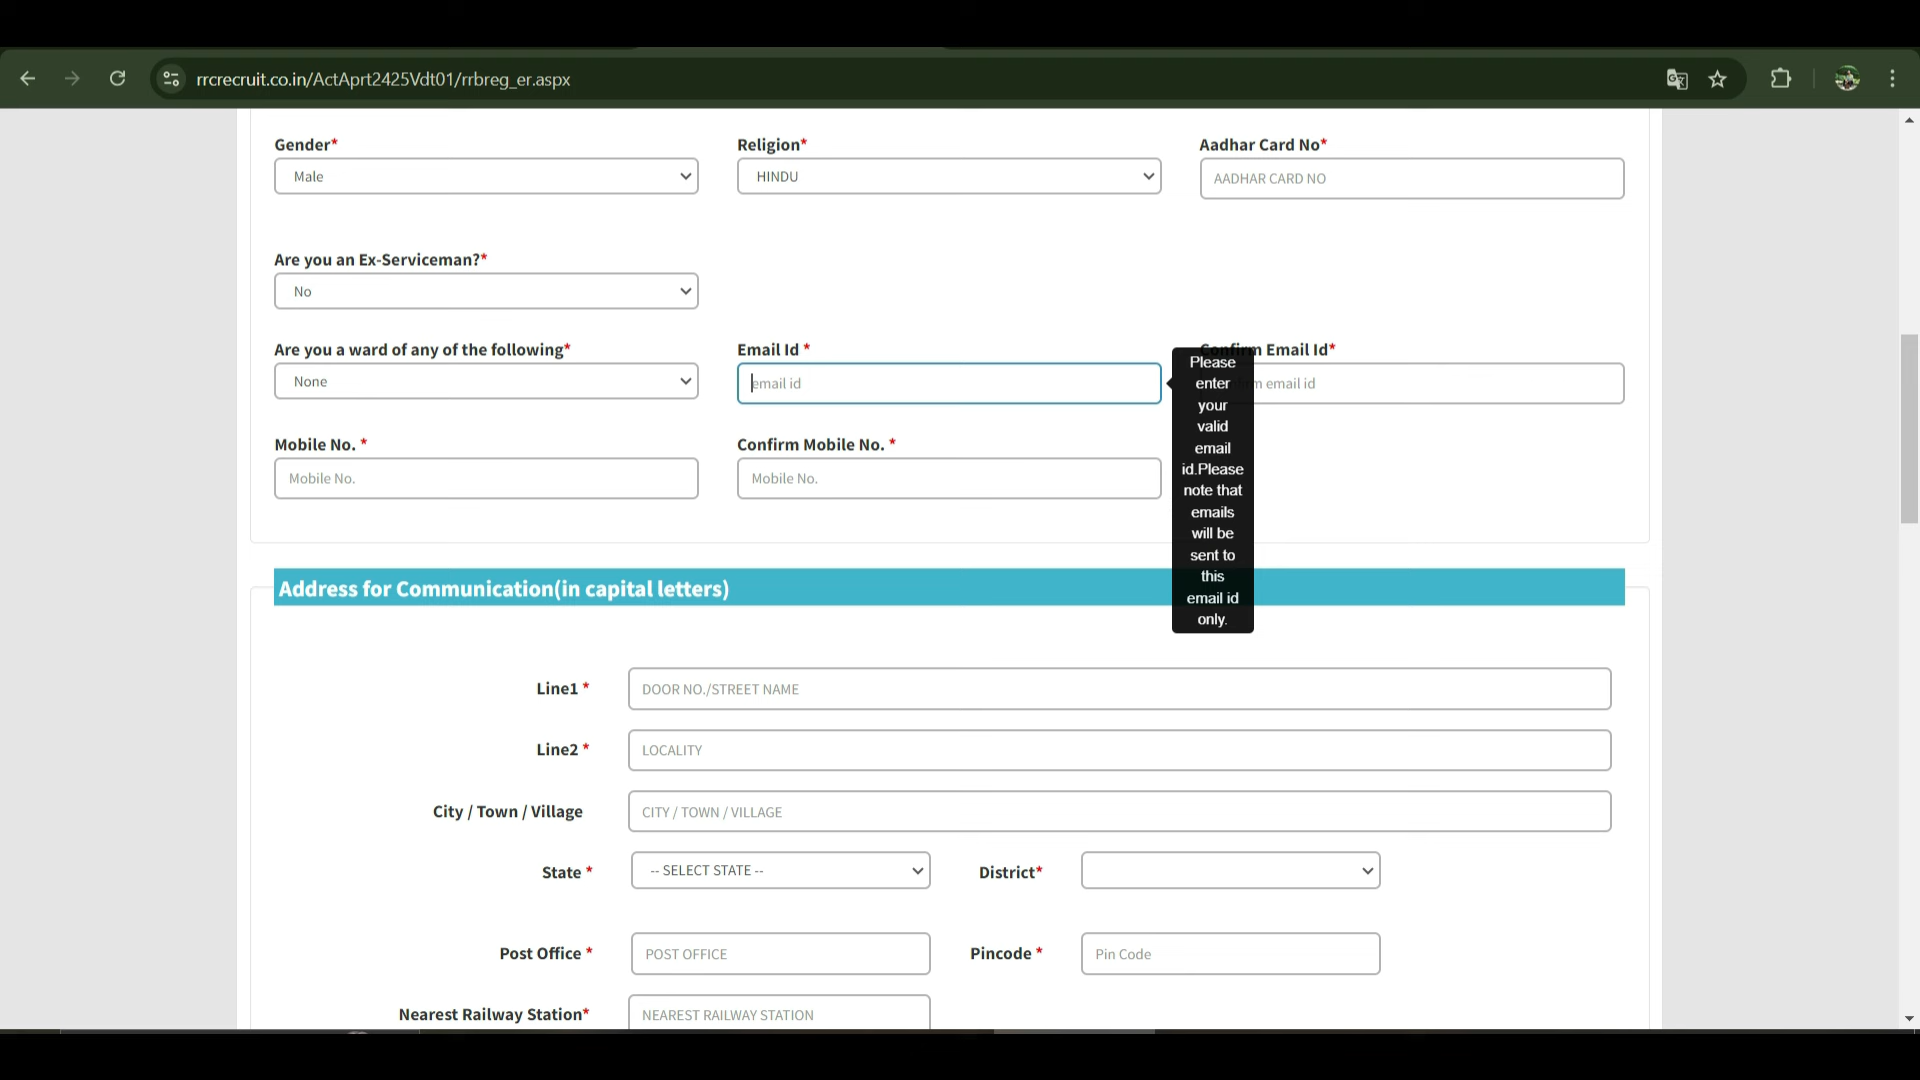 rrcrecruit.co.in/ActAprt2425Vdt01/rrbreg_er.aspx
Gender*
Religion*
Aadhar Card No*
Male
HINDU
AADHAR CARD NO
Are you an Ex-Serviceman?*
No
Are you a ward of any of the following*
Email Id *
Confirm Email Id*
None
email id
email id
Please
enter
your
valid
email
id.Please
note that
emails
will be
sent to
this
email id
only.
Mobile No. *
Confirm Mobile No. *
Mobile No.
Mobile No.
Address for Communication(in capital letters)
Line1 *
DOOR NO./STREET NAME
Line2 *
LOCALITY
City / Town / Village
CITY / TOWN / VILLAGE
State *
-- SELECT STATE --
District*
Post Office *
POST OFFICE
Pincode *
Pin Code
Nearest Railway Station*
NEAREST RAILWAY STATION